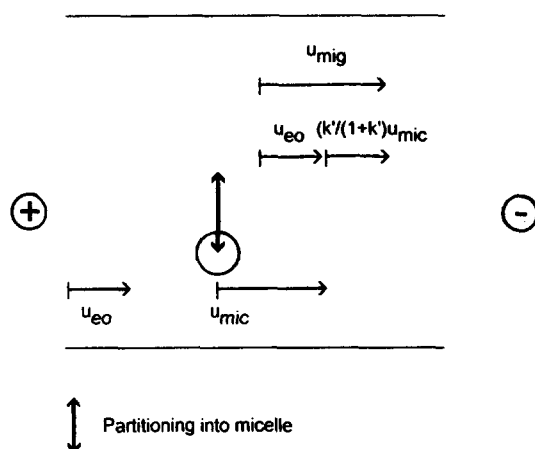 u_mig
u_eo (k'/(1+k')u_mic
+ -
u_eo u_mic
Partitioning into micelle